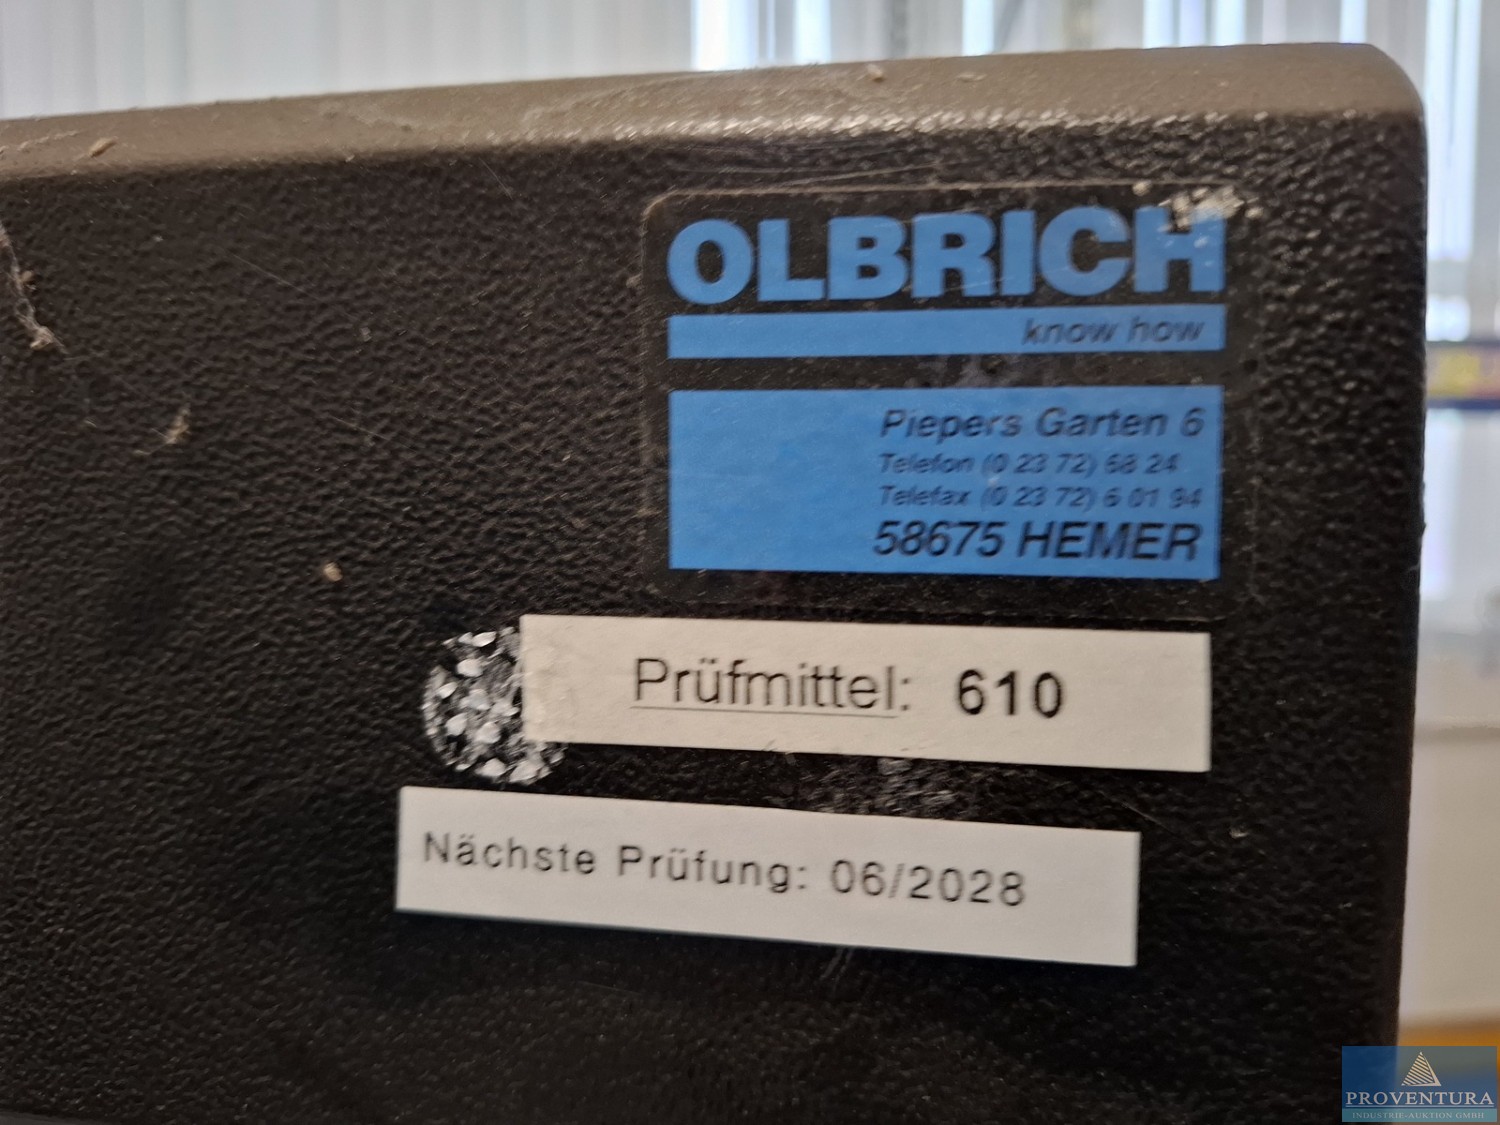 OLBRICH
know how
Piepers Garten 6
Telefon (0 23 72) 68 24
Telefax (0 23 72) 6 01 94
58675 HEMER
Prüfmittel: 610
Nächste Prüfung: 06/2028
PROVENTURA
INDUSTRIE-AUKTION GMBH